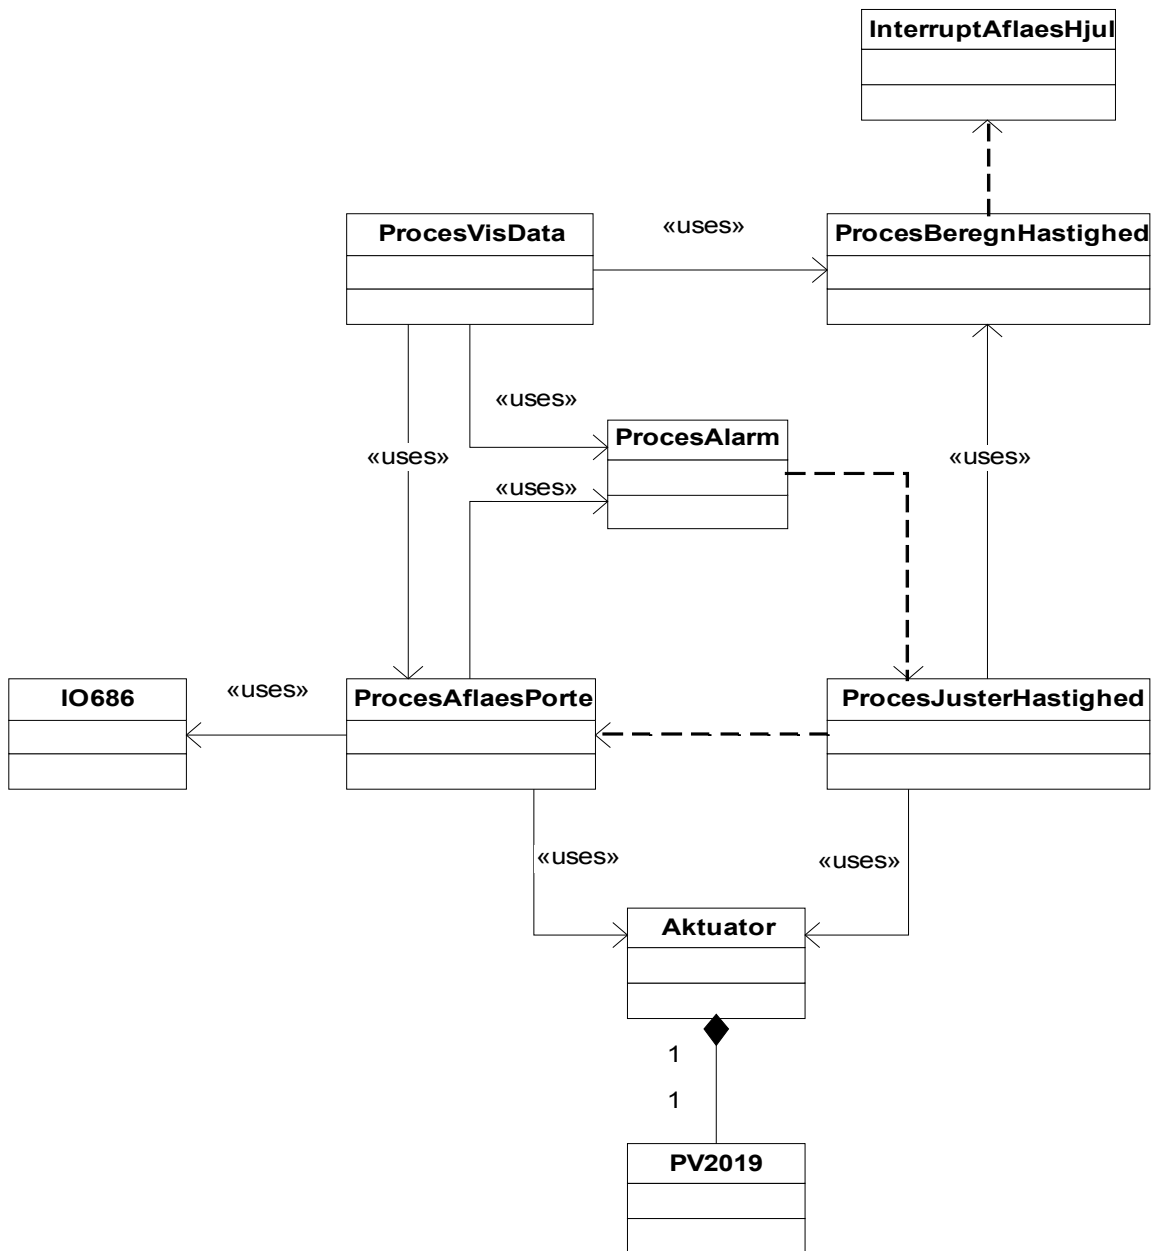 InterruptAflaesHjul
ProcesVisData
«uses»
ProcesBeregnHastighed
«uses»
ProcesAlarm
«uses»
«uses»
«uses»
IO686
«uses»
ProcesAflaesPorte
ProcesJusterHastighed
«uses»
«uses»
Aktuator
1
1
PV2019